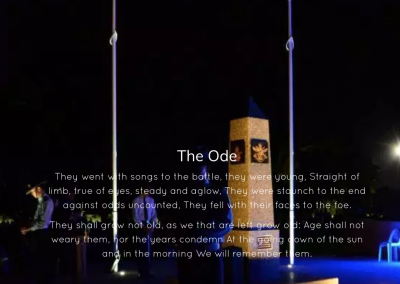 The Ode
They went with songs to the battle, they were young, Straight of
limb, true of eyes, steady and aglow, They were staunch to the end
against odds uncounted, They fell with their faces to the toe.
They shall grow not old, as we that are left grow old: Age shall not
weary them, nor the years condemn At the going down of the sun
and in the morning We will remember them.